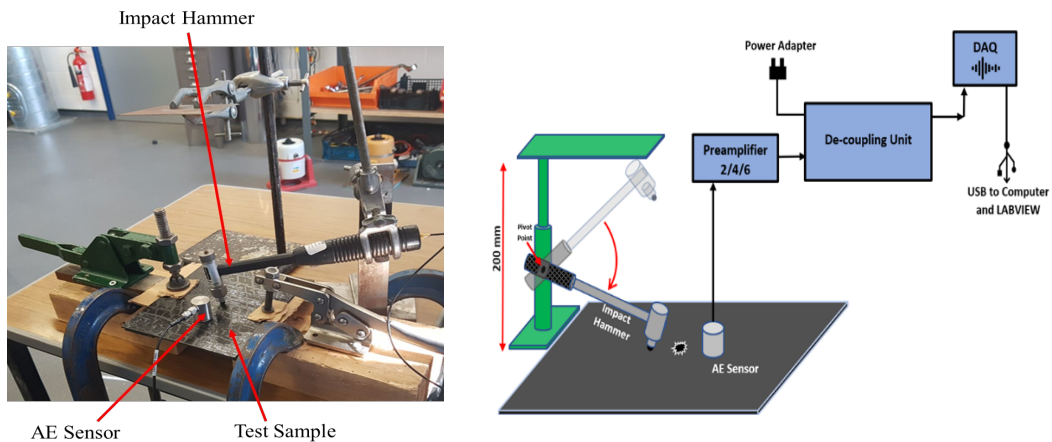 Impact Hammer
AE Sensor
Test Sample
Power Adapter
DAQ
De-coupling Unit
Preamplifier
2/4/6
USB to Computer
and LABVIEW
200 mm
Pivot
Point
Impact
Hammer
AE Sensor